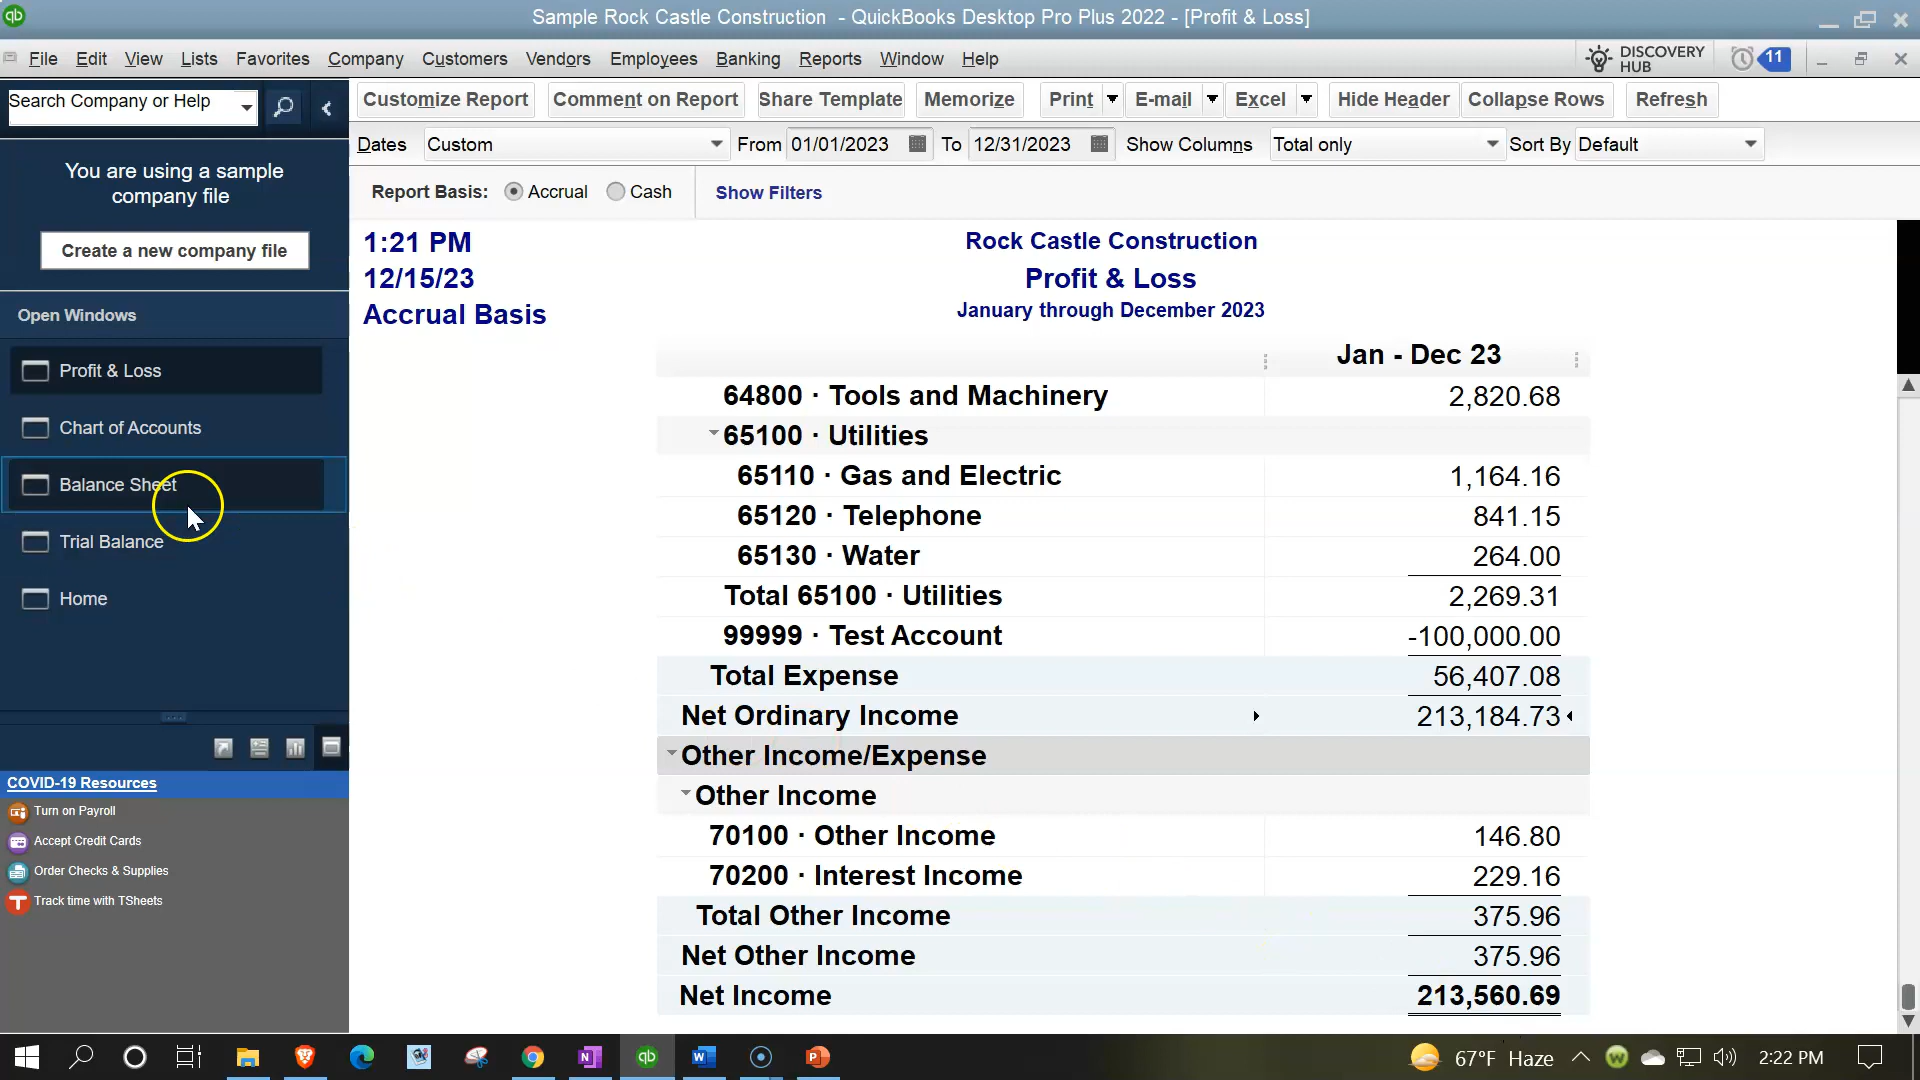 qb
Sample Rock Castle Construction - QuickBooks Desktop Pro Plus 2022 - [Profit & Loss]
File Edit View Lists Favorites Company Customers Vendors Employees Banking Reports Window Help
DISCOVERY
HUB
11
Search Company or Help
Customize Report Comment on Report Share Template Memorize Print E-mail Excel Hide Header Collapse Rows Refresh
Dates Custom From 01/01/2023 To 12/31/2023 Show Columns Total only Sort By Default
Report Basis: Accrual Cash Show Filters
You are using a sample
company file
Create a new company file
Open Windows
Profit & Loss
Chart of Accounts
Balance Sheet
Trial Balance
Home
COVID-19 Resources
Turn on Payroll
Accept Credit Cards
Order Checks & Supplies
Track time with TSheets
1:21 PM
12/15/23
Accrual Basis
Rock Castle Construction
Profit & Loss
January through December 2023
Jan - Dec 23
64800 · Tools and Machinery 2,820.68
65100 · Utilities
65110 · Gas and Electric 1,164.16
65120 · Telephone 841.15
65130 · Water 264.00
Total 65100 · Utilities 2,269.31
99999 · Test Account -100,000.00
Total Expense 56,407.08
Net Ordinary Income 213,184.73
Other Income/Expense
Other Income
70100 · Other Income 146.80
70200 · Interest Income 229.16
Total Other Income 375.96
Net Other Income 375.96
Net Income 213,560.69
67°F Haze 2:22 PM